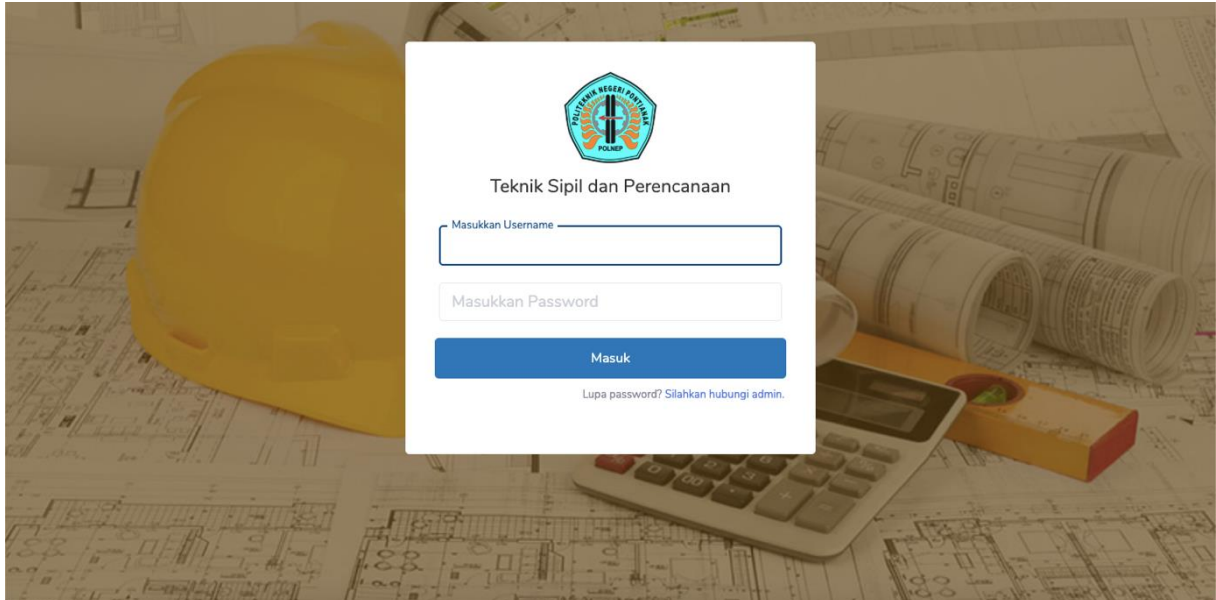 POLITEKNIK NEGERI PONTIANAK
POLNEP
Teknik Sipil dan Perencanaan
Masukkan Username
Masukkan Password
Masuk
Lupa password? Silahkan hubungi admin.